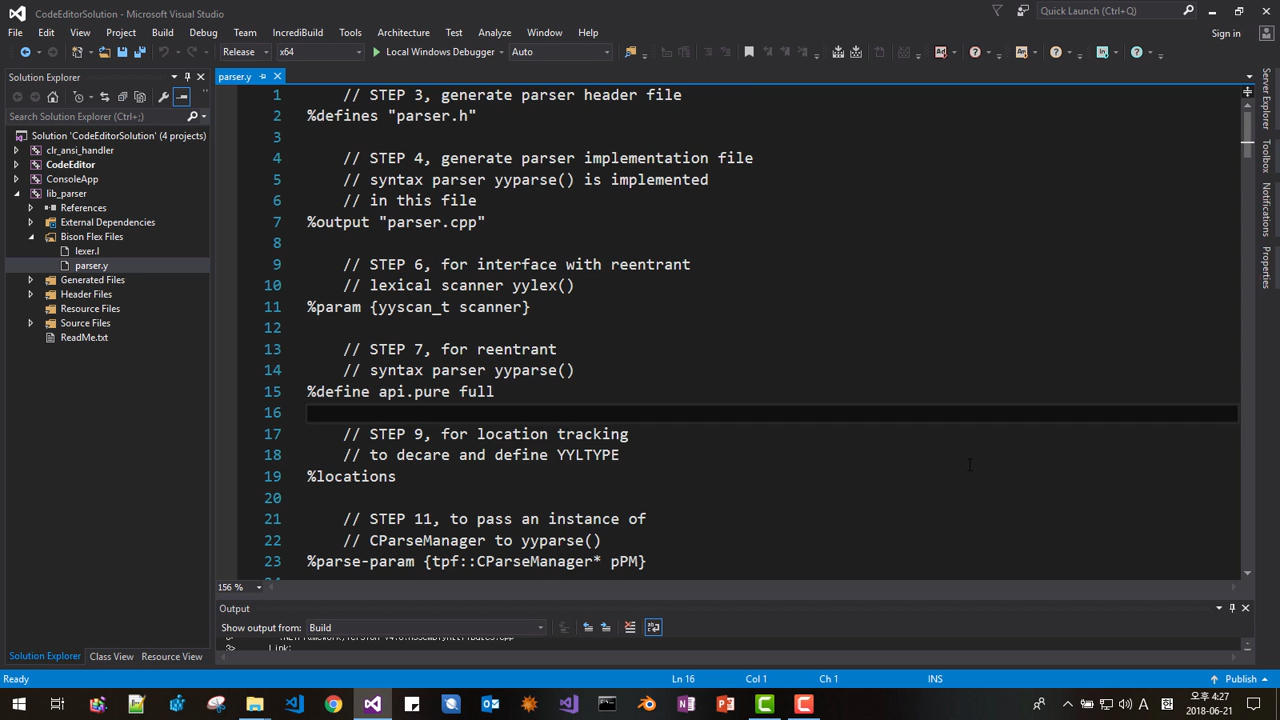 CodeEditorSolution - Microsoft Visual Studio
Quick Launch (Ctrl+Q)
File Edit View Project Build Debug Team IncrediBuild Tools Architecture Test Analyze Window Help
Sign in
Release x64 Local Windows Debugger Auto
Solution Explorer
Search Solution Explorer (Ctrl+;)
Solution 'CodeEditorSolution' (4 projects)
clr_ansi_handler
CodeEditor
ConsoleApp
lib_parser
References
External Dependencies
Bison Flex Files
lexer.l
parser.y
Generated Files
Header Files
Resource Files
Source Files
ReadMe.txt
Solution Explorer Class View Resource View
parser.y
1 // STEP 3, generate parser header file
2 %defines "parser.h"
3
4 // STEP 4, generate parser implementation file
5 // syntax parser yyparse() is implemented
6 // in this file
7 %output "parser.cpp"
8
9 // STEP 6, for interface with reentrant
10 // lexical scanner yylex()
11 %param {yyscan_t scanner}
12
13 // STEP 7, for reentrant
14 // syntax parser yyparse()
15 %define api.pure full
16
17 // STEP 9, for location tracking
18 // to decare and define YYLTYPE
19 %locations
20
21 // STEP 11, to pass an instance of
22 // CParseManager to yyparse()
23 %parse-param {tpf::CParseManager* pPM}
156 %
Output
Show output from: Build
3> Link:
Server Explorer
Toolbox
Notifications
Properties
Ready Ln 16 Col 1 Ch 1 INS Publish
A
오후 4:27
2018-06-21